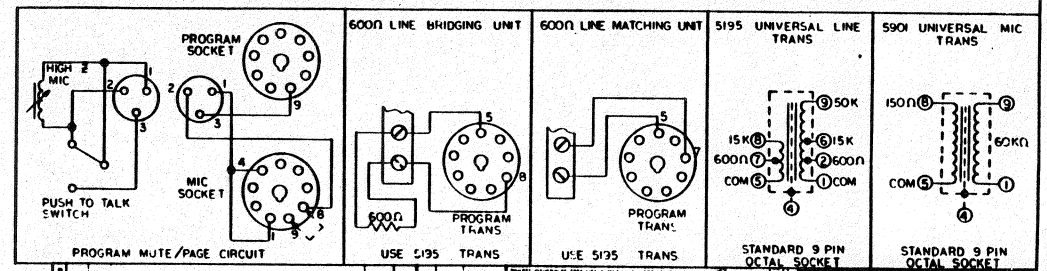 PROGRAM
SOCKET
HIGH Z
MIC
2
1
3
2
1
3
9
4
MIC
SOCKET
8
9
1
PUSH TO TALK
SWITCH
PROGRAM MUTE/PAGE CIRCUIT
600Ω LINE BRIDGING UNIT
5
8
600Ω
PROGRAM
TRANS
USE 5195 TRANS
600Ω LINE MATCHING UNIT
5
7
PROGRAM
TRANS
USE 5195 TRANS
5195 UNIVERSAL LINE
TRANS
9 50K
15K 8
6 15K
600Ω 7
2 600Ω
COM 5
1 COM
4
STANDARD 9 PIN
OCTAL SOCKET
5901 UNIVERSAL MIC
TRANS
150Ω 8
9
60KΩ
COM 5
1
4
STANDARD 9 PIN
OCTAL SOCKET